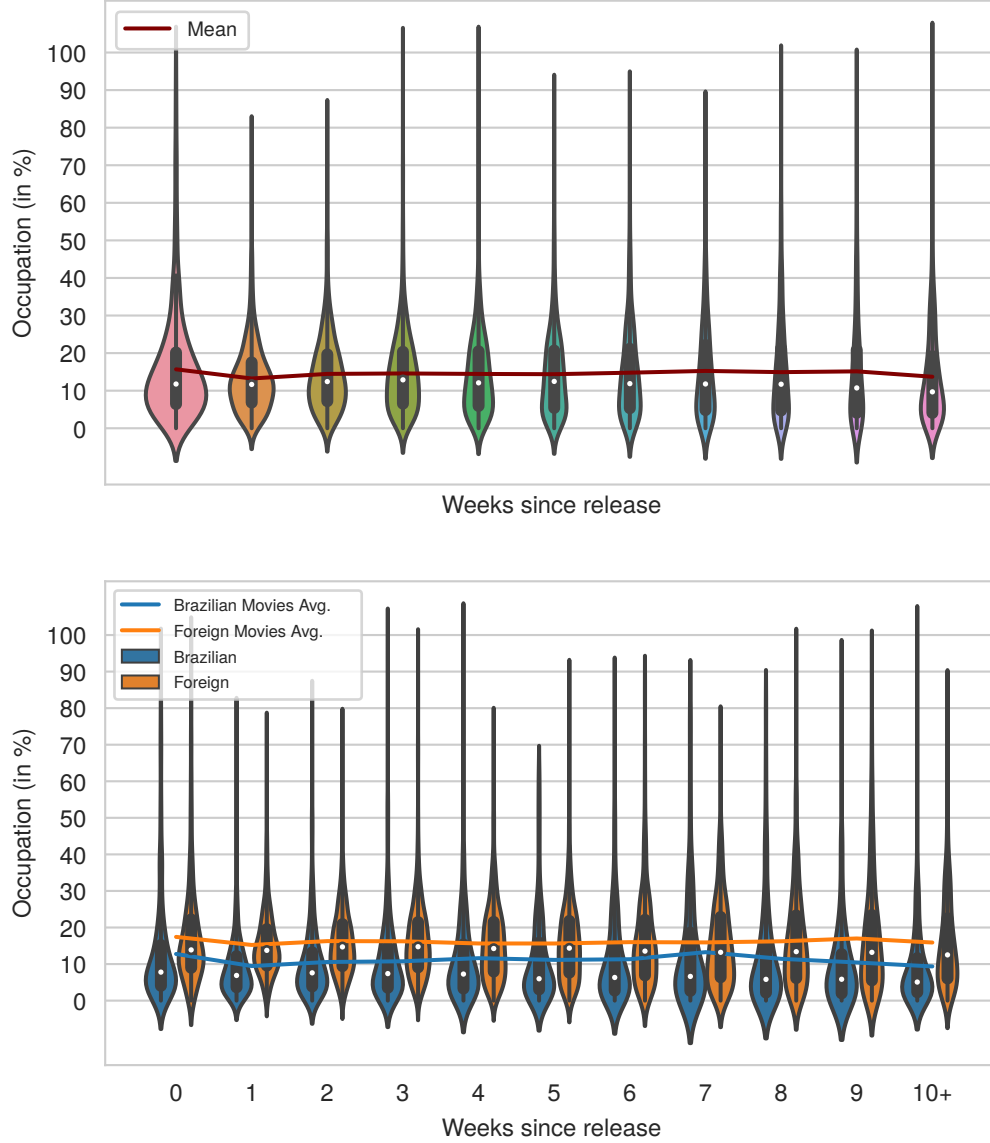 Mean
100
90
80
70
60
50
40
30
20
10
0
Occupation (in %)
Weeks since release
Brazilian Movies Avg.
Foreign Movies Avg.
Brazilian
Foreign
100
90
80
70
60
50
40
30
20
10
0
Occupation (in %)
0 1 2 3 4 5 6 7 8 9 10+
Weeks since release